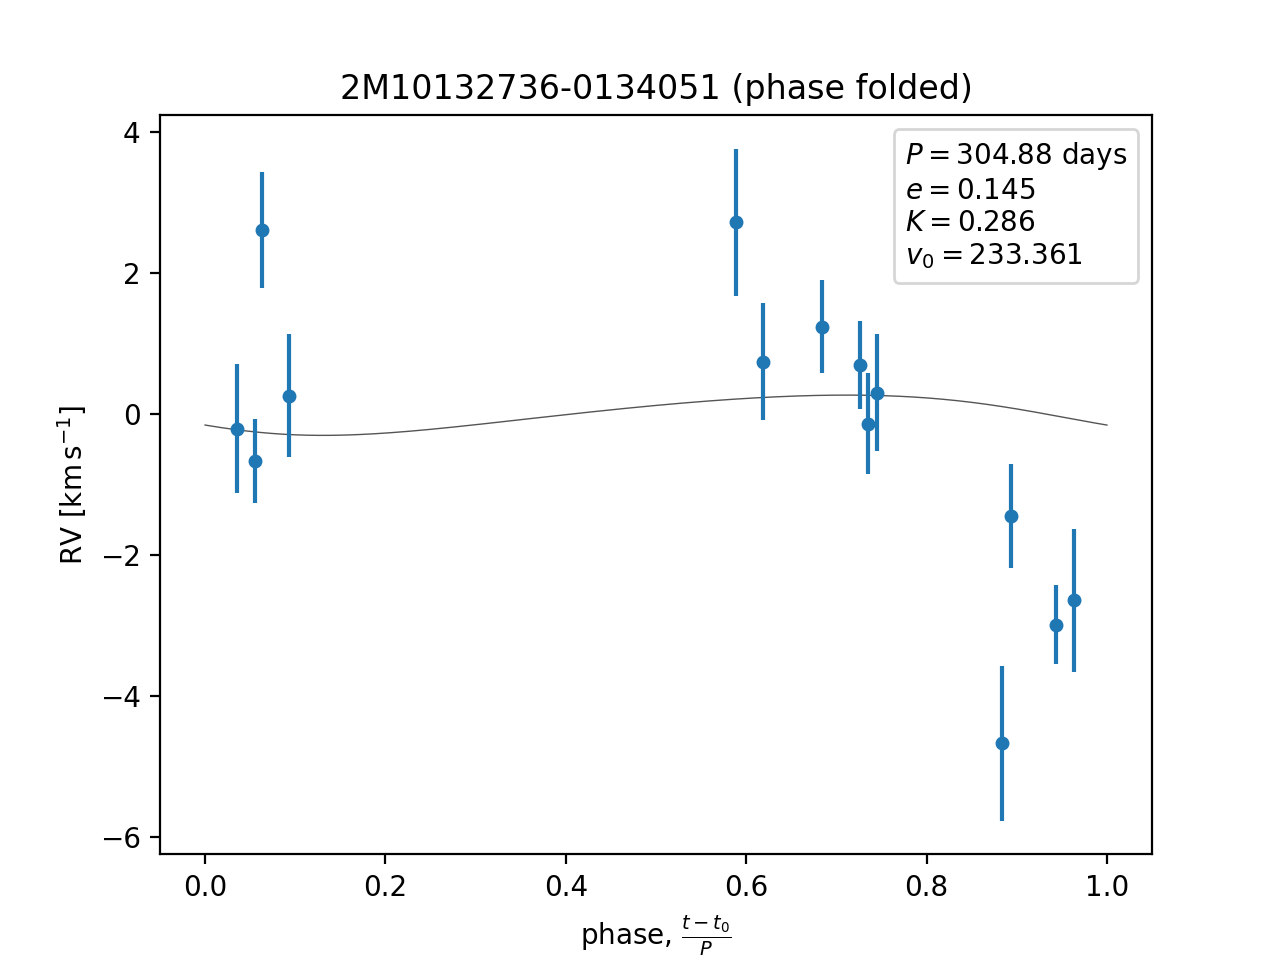 2M10132736-0134051 (phase folded)
P = 304.88 days
e = 0.145
K = 0.286
v₀ = 233.361
4
2
0
−2
−4
−6
RV [km s⁻¹]
0.0 0.2 0.4 0.6 0.8 1.0
phase, (t − t₀)/P